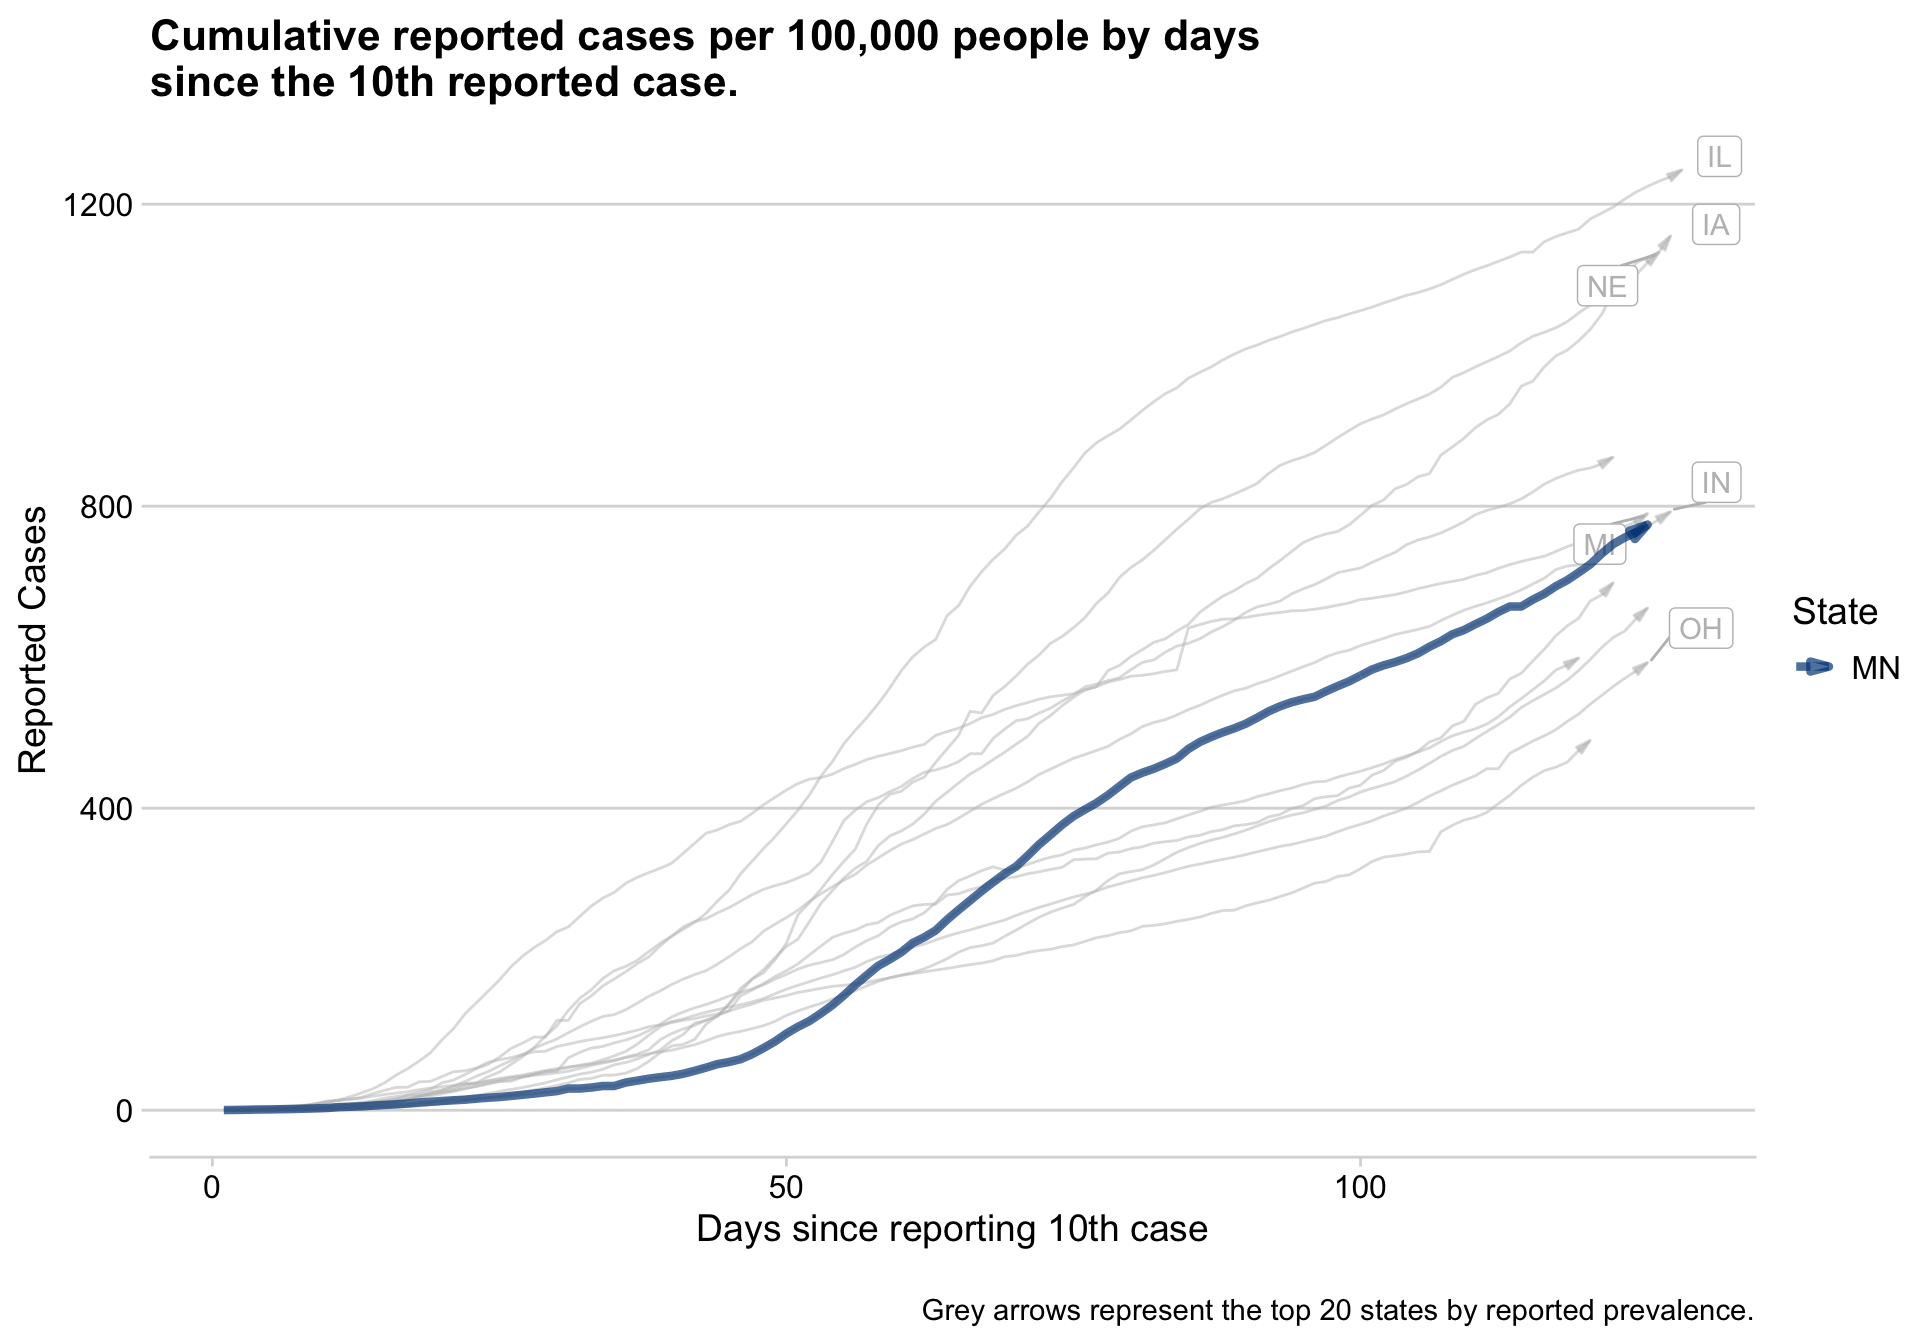 Cumulative reported cases per 100,000 people by days
since the 10th reported case.
IL
1200
IA
NE
IN
800
MI
OH
State
MN
Reported Cases
400
0
0
50
100
Days since reporting 10th case
Grey arrows represent the top 20 states by reported prevalence.